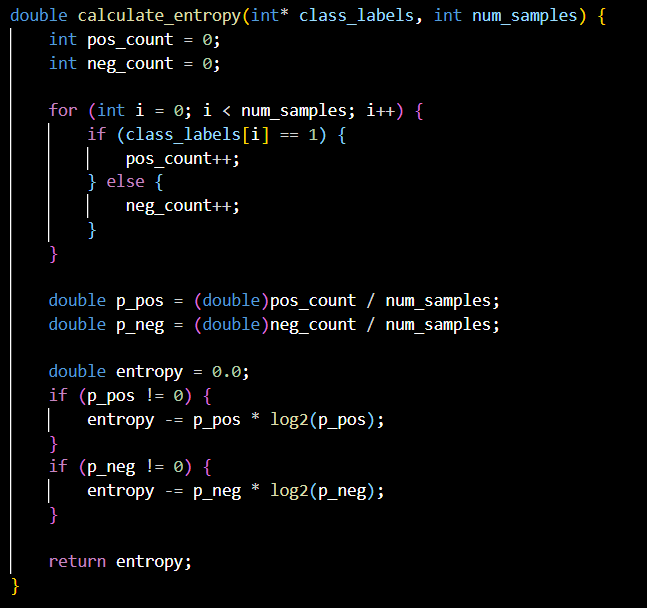 double calculate_entropy(int* class_labels, int num_samples) {
    int pos_count = 0;
    int neg_count = 0;

    for (int i = 0; i < num_samples; i++) {
        if (class_labels[i] == 1) {
            pos_count++;
        } else {
            neg_count++;
        }
    }

    double p_pos = (double)pos_count / num_samples;
    double p_neg = (double)neg_count / num_samples;

    double entropy = 0.0;
    if (p_pos != 0) {
        entropy -= p_pos * log2(p_pos);
    }
    if (p_neg != 0) {
        entropy -= p_neg * log2(p_neg);
    }

    return entropy;
}